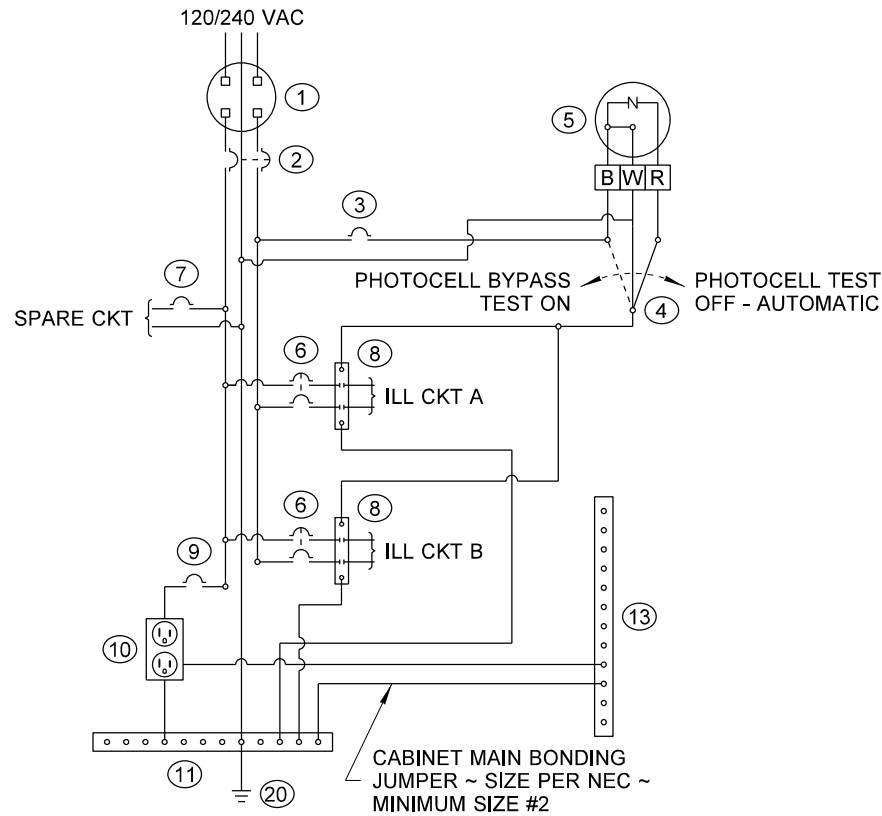 120/240 VAC
1
5
N
2
B W R
3
PHOTOCELL BYPASS
TEST ON
PHOTOCELL TEST
OFF - AUTOMATIC
7
4
SPARE CKT
6
8
ILL CKT A
6
8
ILL CKT B
9
13
10
11
20
CABINET MAIN BONDING
JUMPER ~ SIZE PER NEC ~
MINIMUM SIZE #2